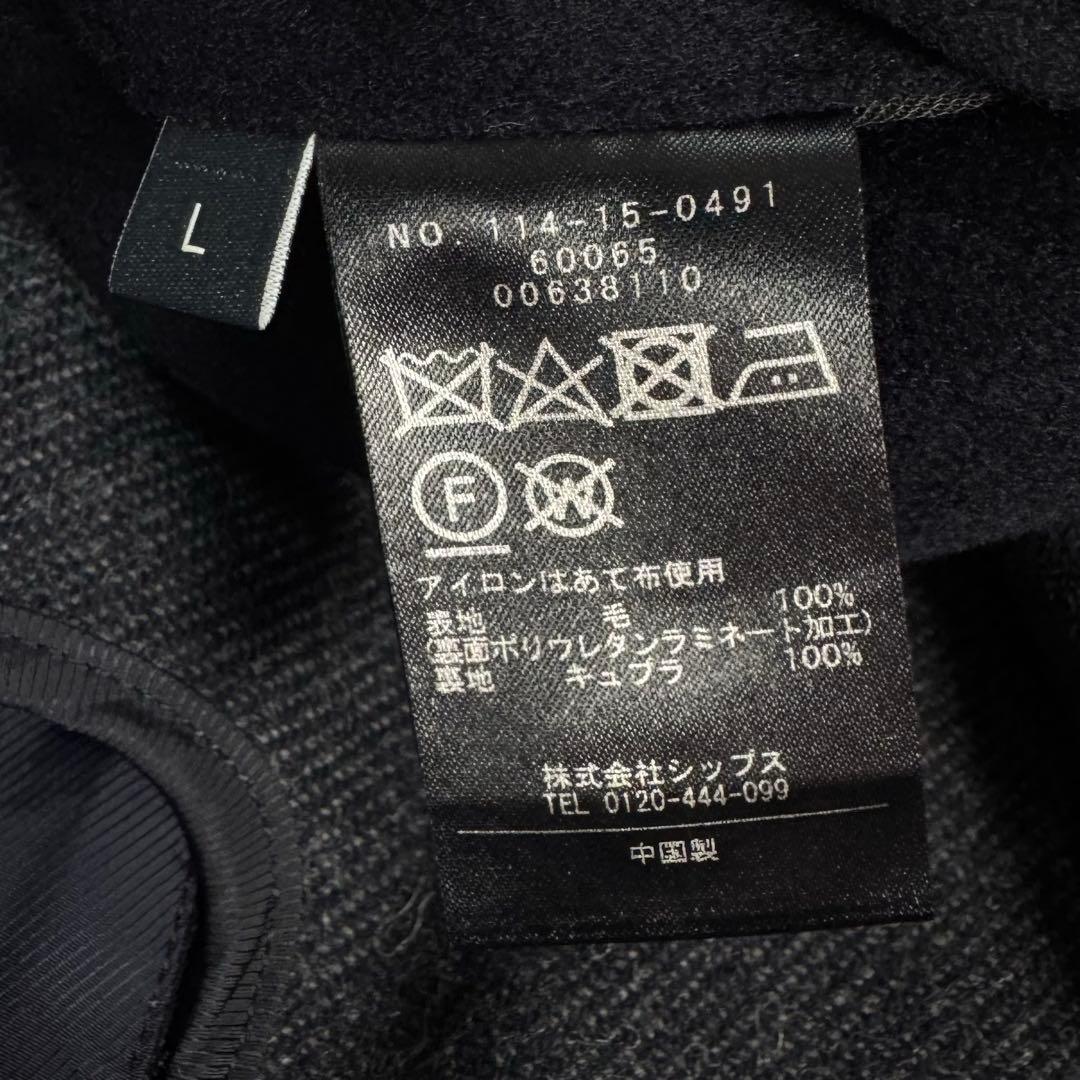 L
NO. 114-15-0491
60065
00638110
F
W
アイロンはあて布使用
表地 毛 100%
(裏面ポリウレタンラミネート加工)
裏地 キュプラ 100%
株式会社シップス
TEL 0120-444-099
中国製